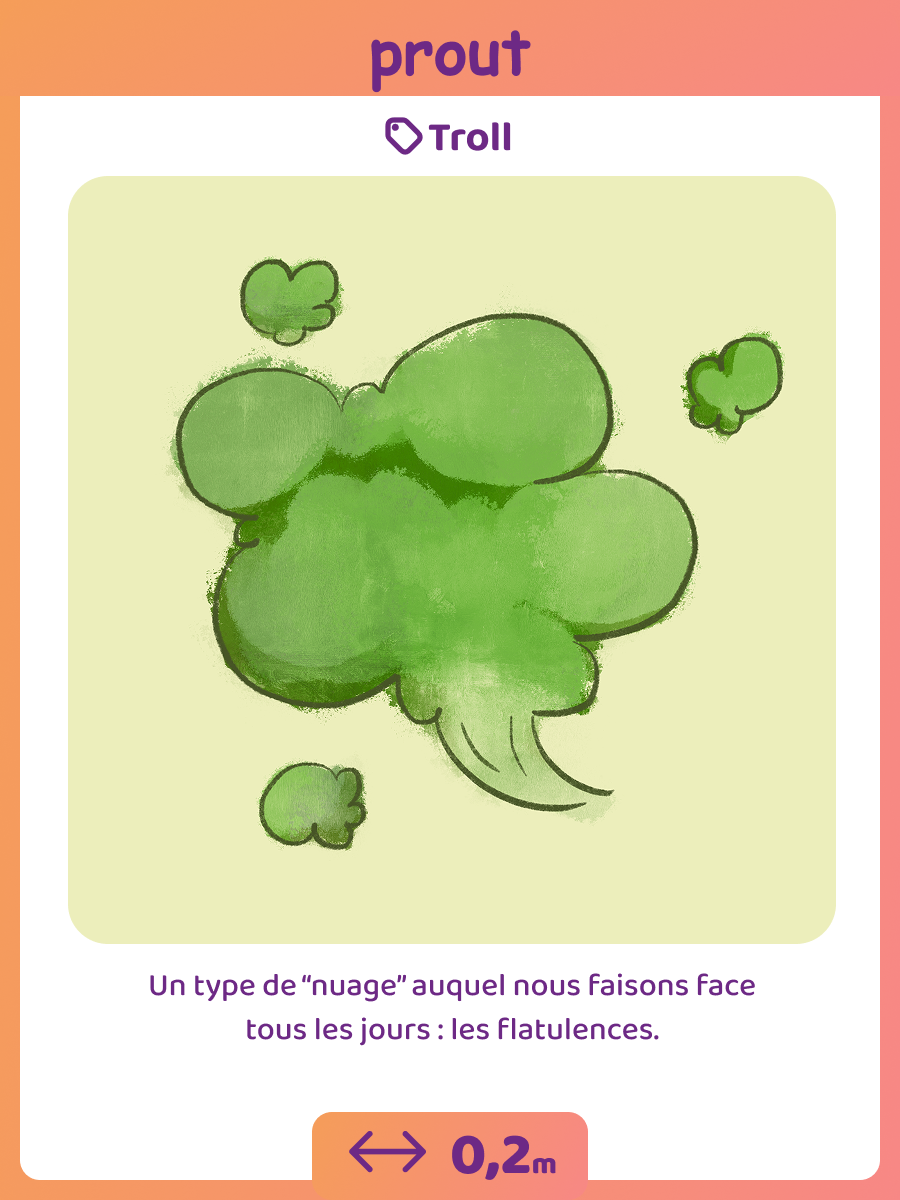 prout
Troll
Un type de “nuage” auquel nous faisons face
tous les jours : les flatulences.
0,2m